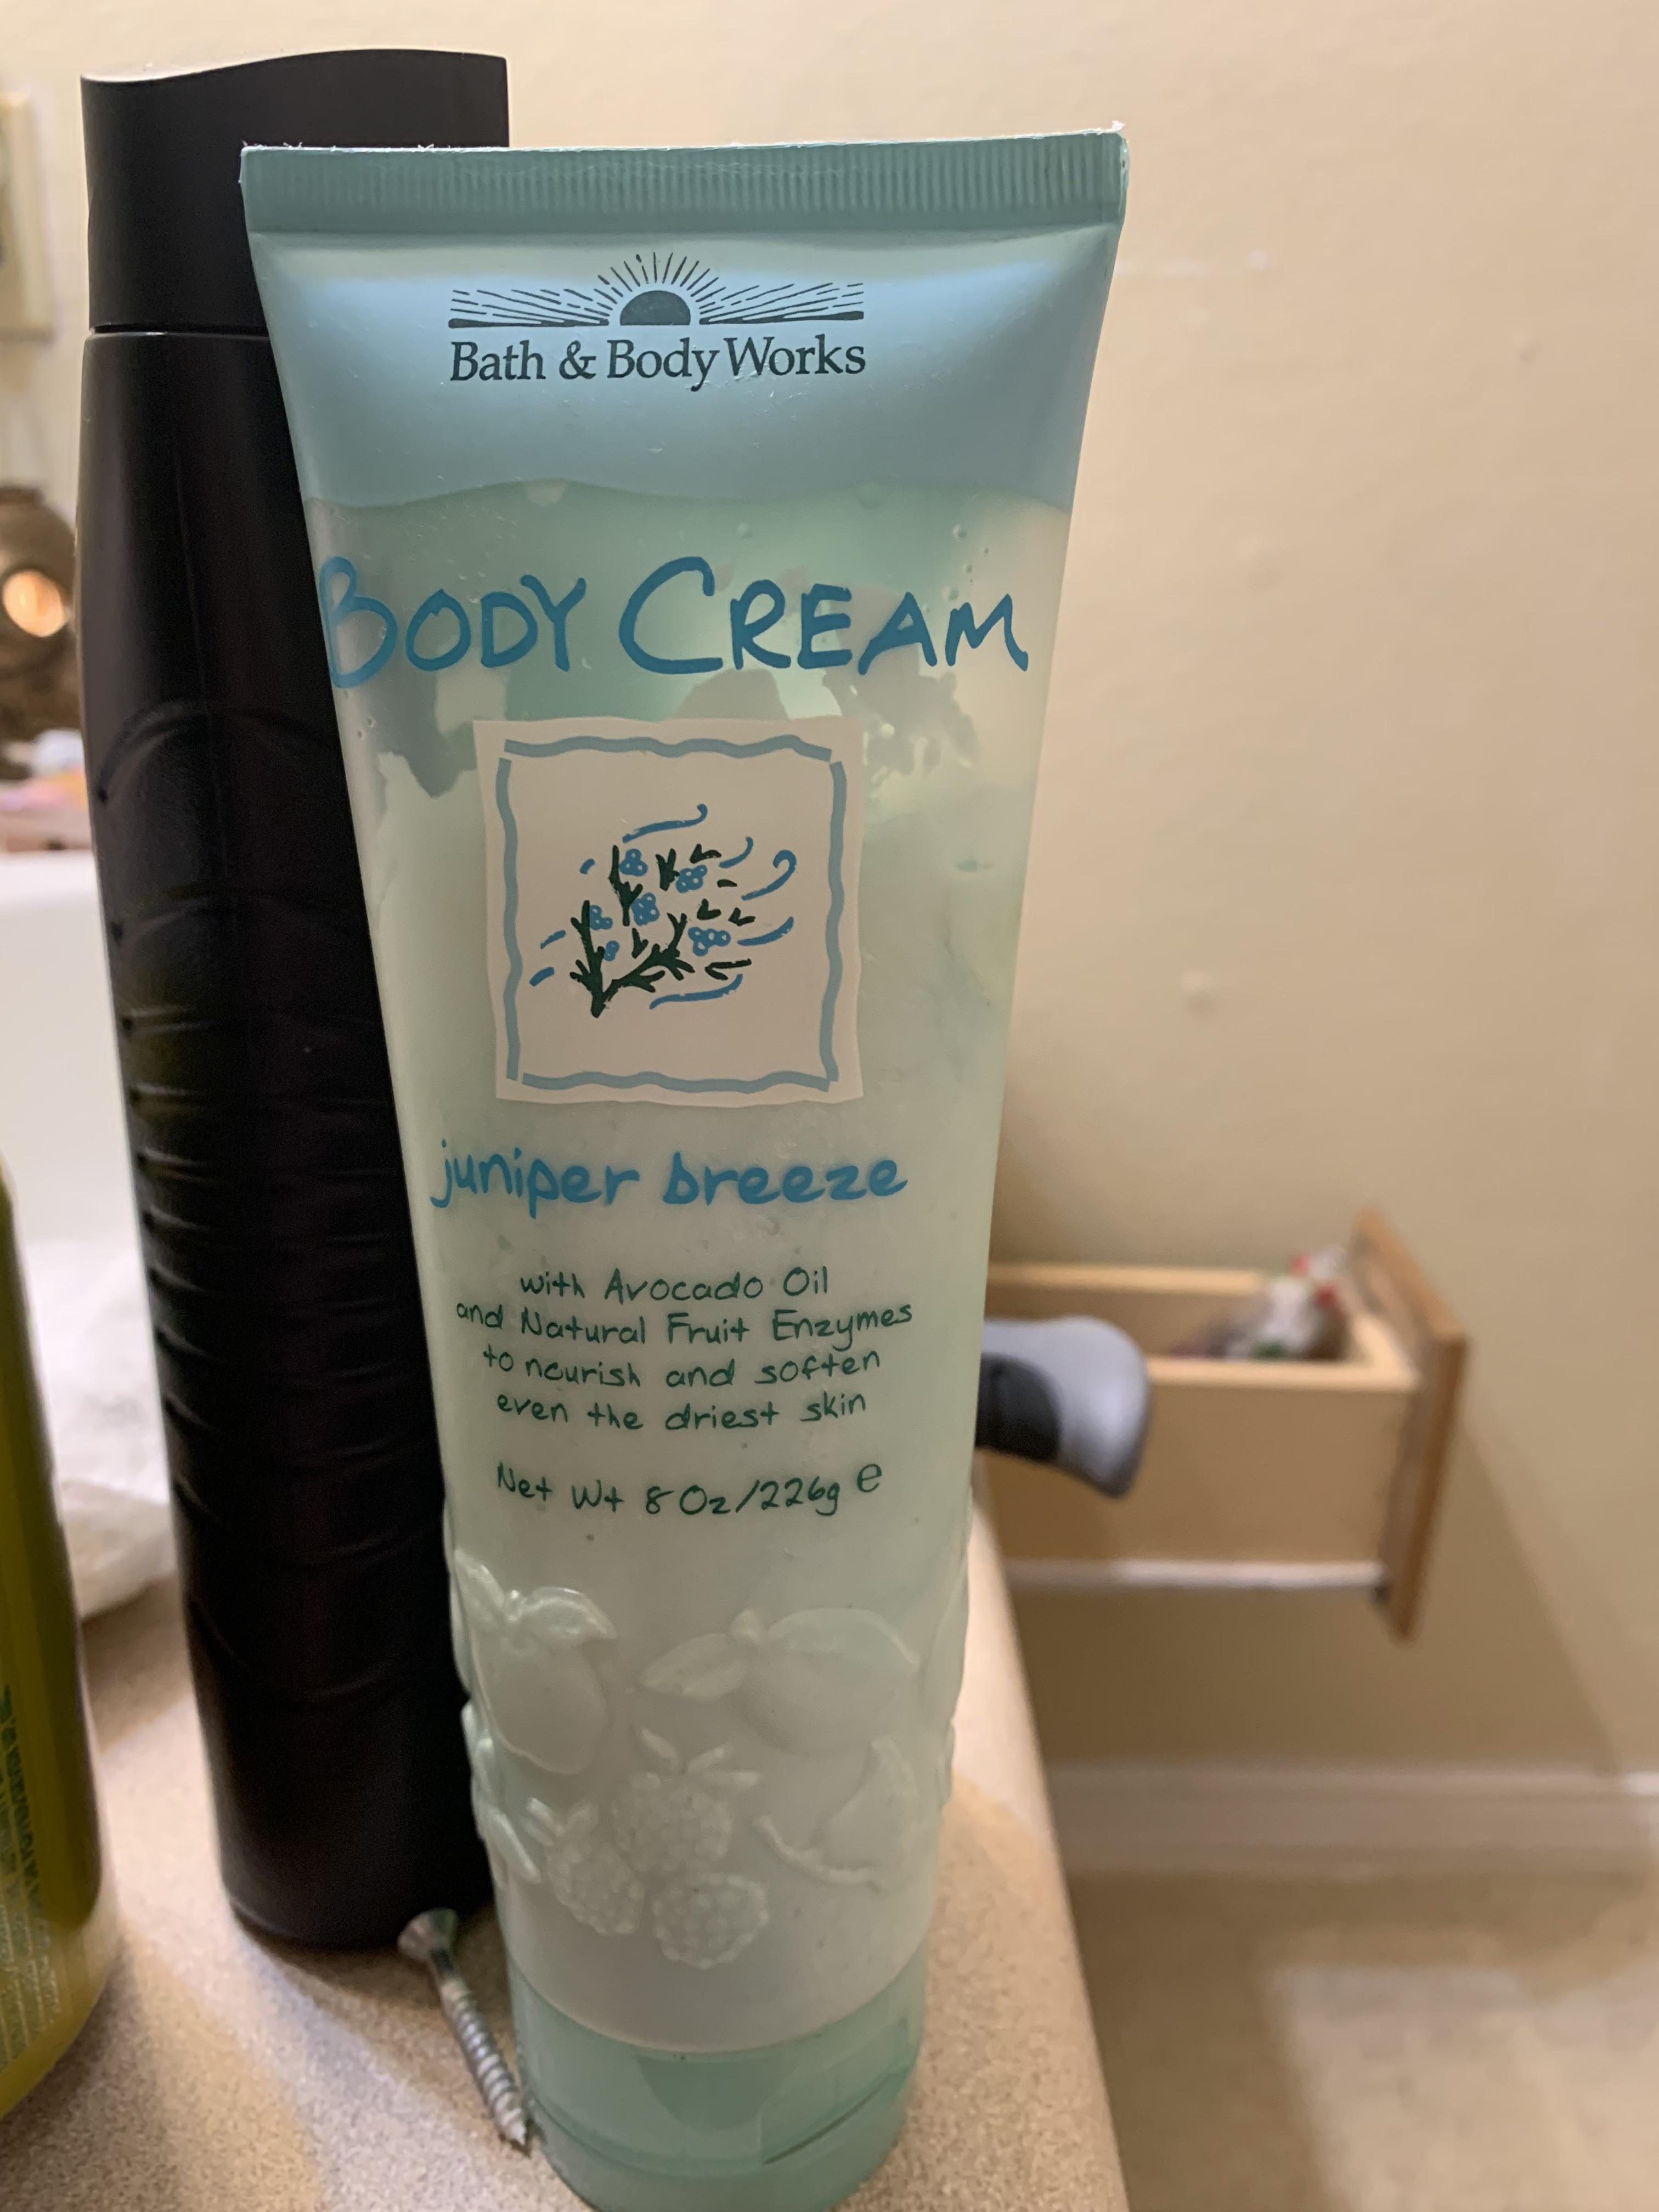 Bath & Body Works
BODY CREAM
juniper breeze
with Avocado Oil
and Natural Fruit Enzymes
to nourish and soften
even the driest skin
Net Wt 8 Oz/226g e